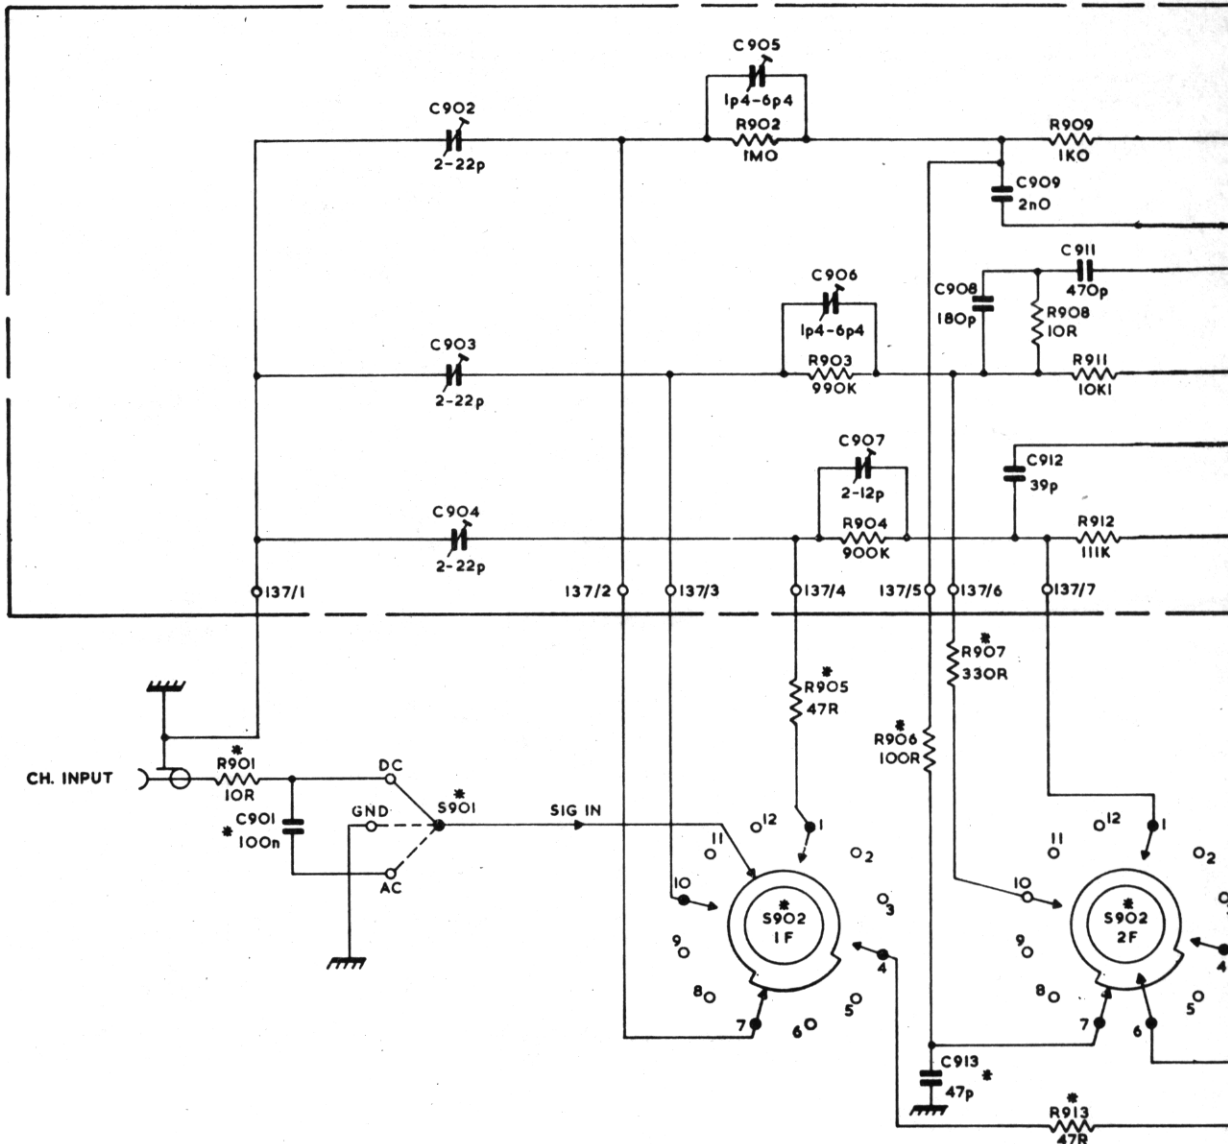 C905
1p4-6p4
R902
1MO
C902
2-22p
R909
1KO
C909
2nO
C911
470p
C906
1p4-6p4
C908
180p
R908
10R
C903
2-22p
R903
990K
R911
10K1
C907
2-12p
C912
39p
C904
2-22p
R904
900K
R912
111K
137/1
137/2
137/3
137/4
137/5
137/6
137/7
*
R907
330R
*
R905
47R
*
R906
100R
CH. INPUT
*
R901
10R
DC
GND
*
S901
SIG IN
C901
* 100n
AC
12
1
11
2
10
3
9
4
8
5
7
6
*
S902
1F
12
1
11
2
10
9
4
8
5
7
6
*
S902
2F
C913
47p *
*
R913
47R